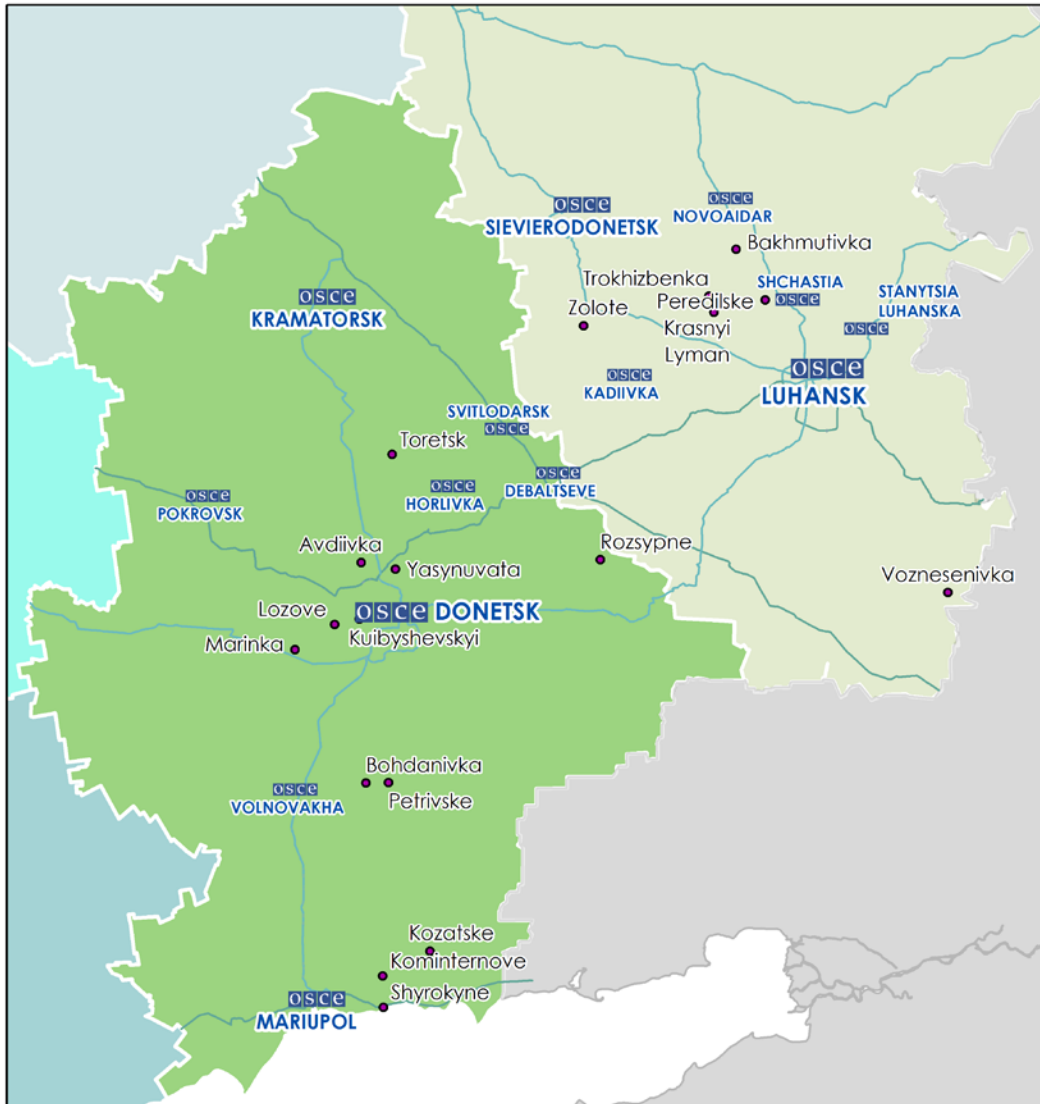 osce
NOVOAIDAR
osce
SIEVIERODONETSK
Bakhmutivka
Trokhizbenka
SHCHASTIA
osce
STANYTSIA
LUHANSKA
osce
Peredilske
Zolote
Krasnyi
Lyman
osce
KRAMATORSK
osce
LUHANSK
osce
KADIIVKA
SVITLODARSK
osce
Toretsk
osce
DEBALTSEVE
osce
HORLIVKA
osce
POKROVSK
Avdiivka
Yasynuvata
Rozsypne
Voznesenivka
Lozove
osce DONETSK
Kuibyshevskyi
Marinka
Bohdanivka
Petrivske
osce
VOLNOVAKHA
Kozatske
Kominternove
Shyrokyne
osce
MARIUPOL